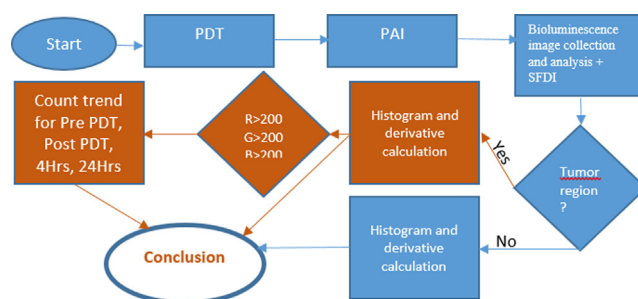 Start
PDT
PAI
Bioluminescence
image collection
and analysis +
SFDI
Count trend
for Pre PDT,
Post PDT,
4Hrs, 24Hrs
R>200
G>200
B>200
Histogram and
derivative
calculation
Yes
Tumor
region
?
Conclusion
Histogram and
derivative
calculation
No